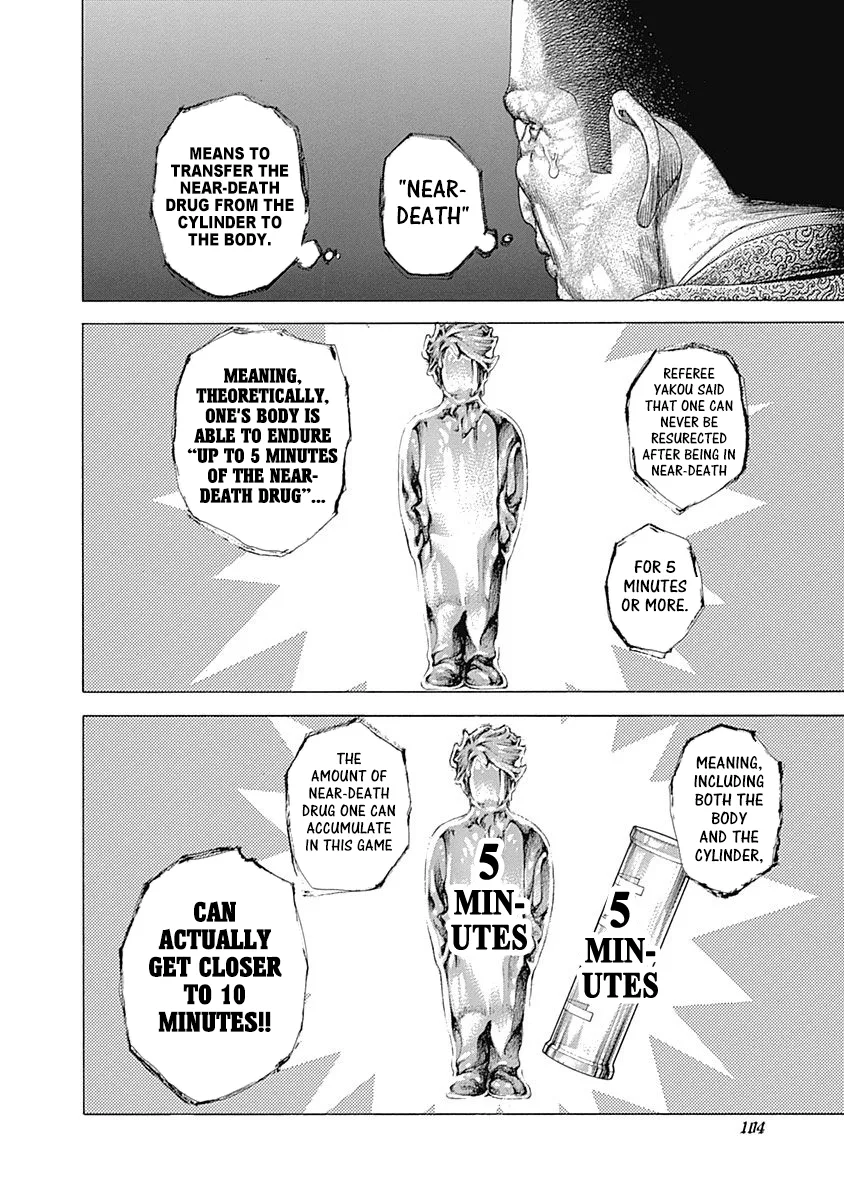 "NEAR-
DEATH"
MEANS TO
TRANSFER THE
NEAR-DEATH
DRUG FROM THE
CYLINDER TO
THE BODY.
REFEREE
YAKOU SAID
THAT ONE CAN
NEVER BE
RESURECTED
AFTER BEING IN
NEAR-DEATH
FOR 5
MINUTES
OR MORE.
MEANING,
THEORETICALLY,
ONE'S BODY IS
ABLE TO ENDURE
“UP TO 5 MINUTES
OF THE NEAR-
DEATH DRUG”...
MEANING,
INCLUDING
BOTH THE
BODY
AND THE
CYLINDER,
5
MIN-
UTES
5
MIN-
UTES
THE
AMOUNT OF
NEAR-DEATH
DRUG ONE CAN
ACCUMULATE
IN THIS GAME
CAN
ACTUALLY
GET CLOSER
TO 10
MINUTES!!
104